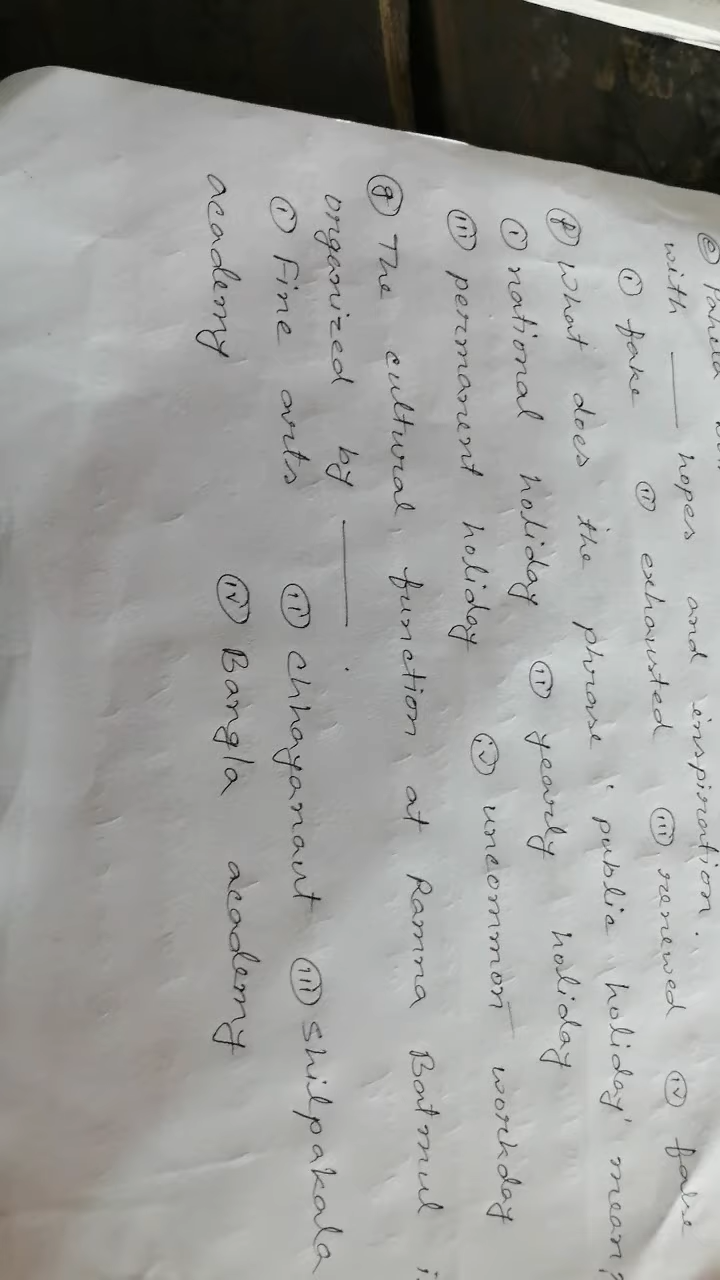 with ___ hopes and inspiration.
(i) fake (ii) exhausted (iii) renewed (iv) false
(f) What does the phrase 'public holiday' mean?
(i) national holiday (ii) yearly holiday
(iii) permanent holiday (iv) uncommon workday
(g) The cultural function at Ramna Batmul
organized by ___.
(i) Fine arts (ii) Chhayanaut (iii) Shilpakala
academy (iv) Bangla academy